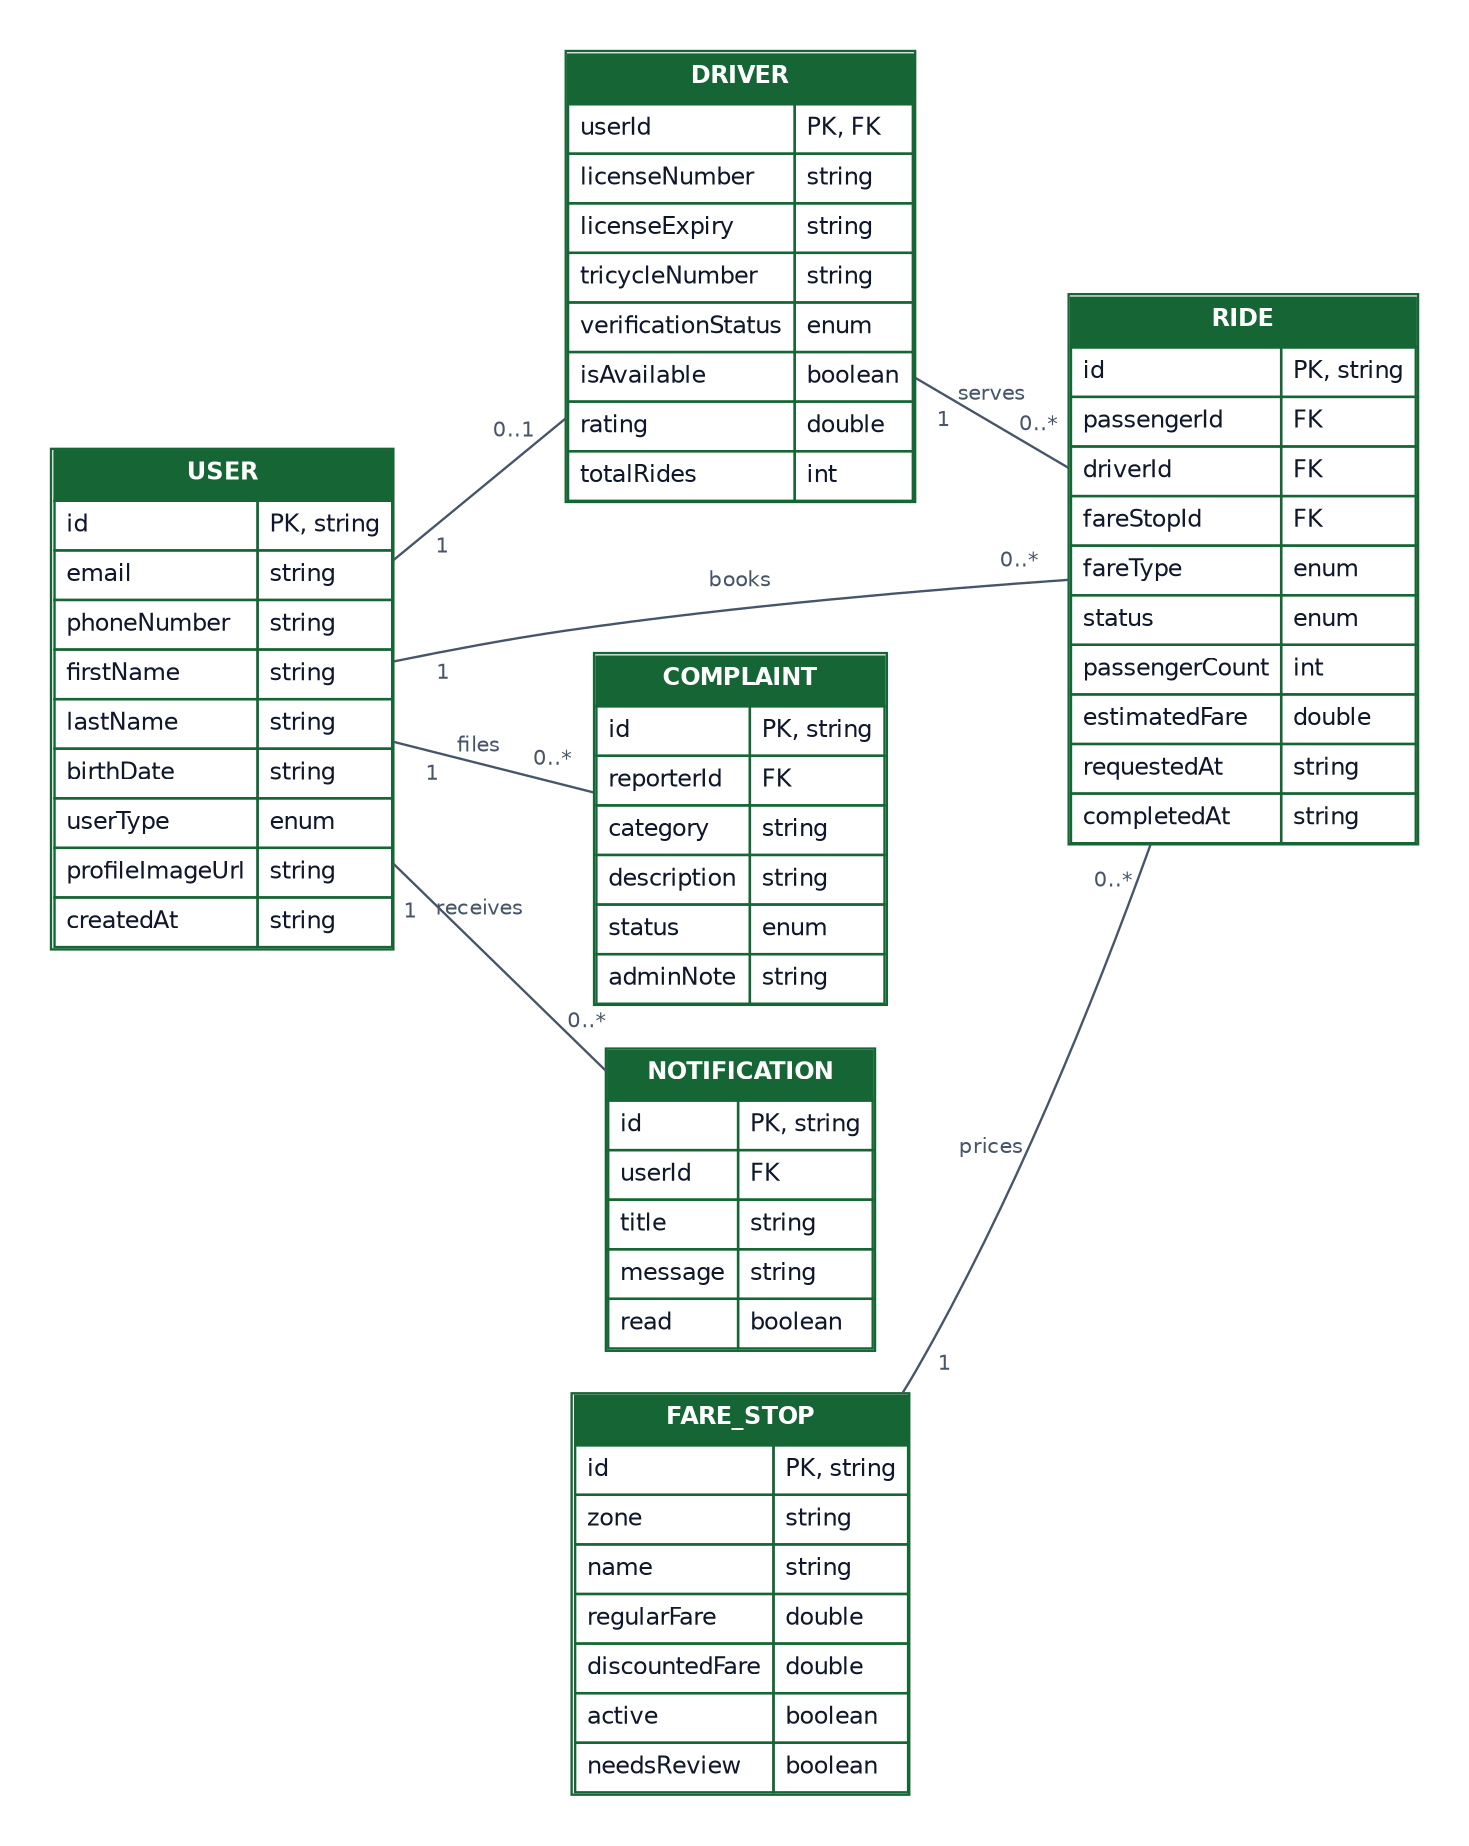 DRIVER
userId PK, FK
licenseNumber string
licenseExpiry string
tricycleNumber string
verificationStatus enum
isAvailable boolean
rating double
totalRides int
RIDE
id PK, string
passengerId FK
driverId FK
fareStopId FK
fareType enum
status enum
passengerCount int
estimatedFare double
requestedAt string
completedAt string
serves
1
0..*
0..1
1
USER
id PK, string
email string
phoneNumber string
firstName string
lastName string
birthDate string
userType enum
profileImageUrl string
createdAt string
books
0..*
1
files
0..*
1
COMPLAINT
id PK, string
reporterId FK
category string
description string
status enum
adminNote string
1
receives
0..*
NOTIFICATION
id PK, string
userId FK
title string
message string
read boolean
0..*
prices
1
FARE_STOP
id PK, string
zone string
name string
regularFare double
discountedFare double
active boolean
needsReview boolean